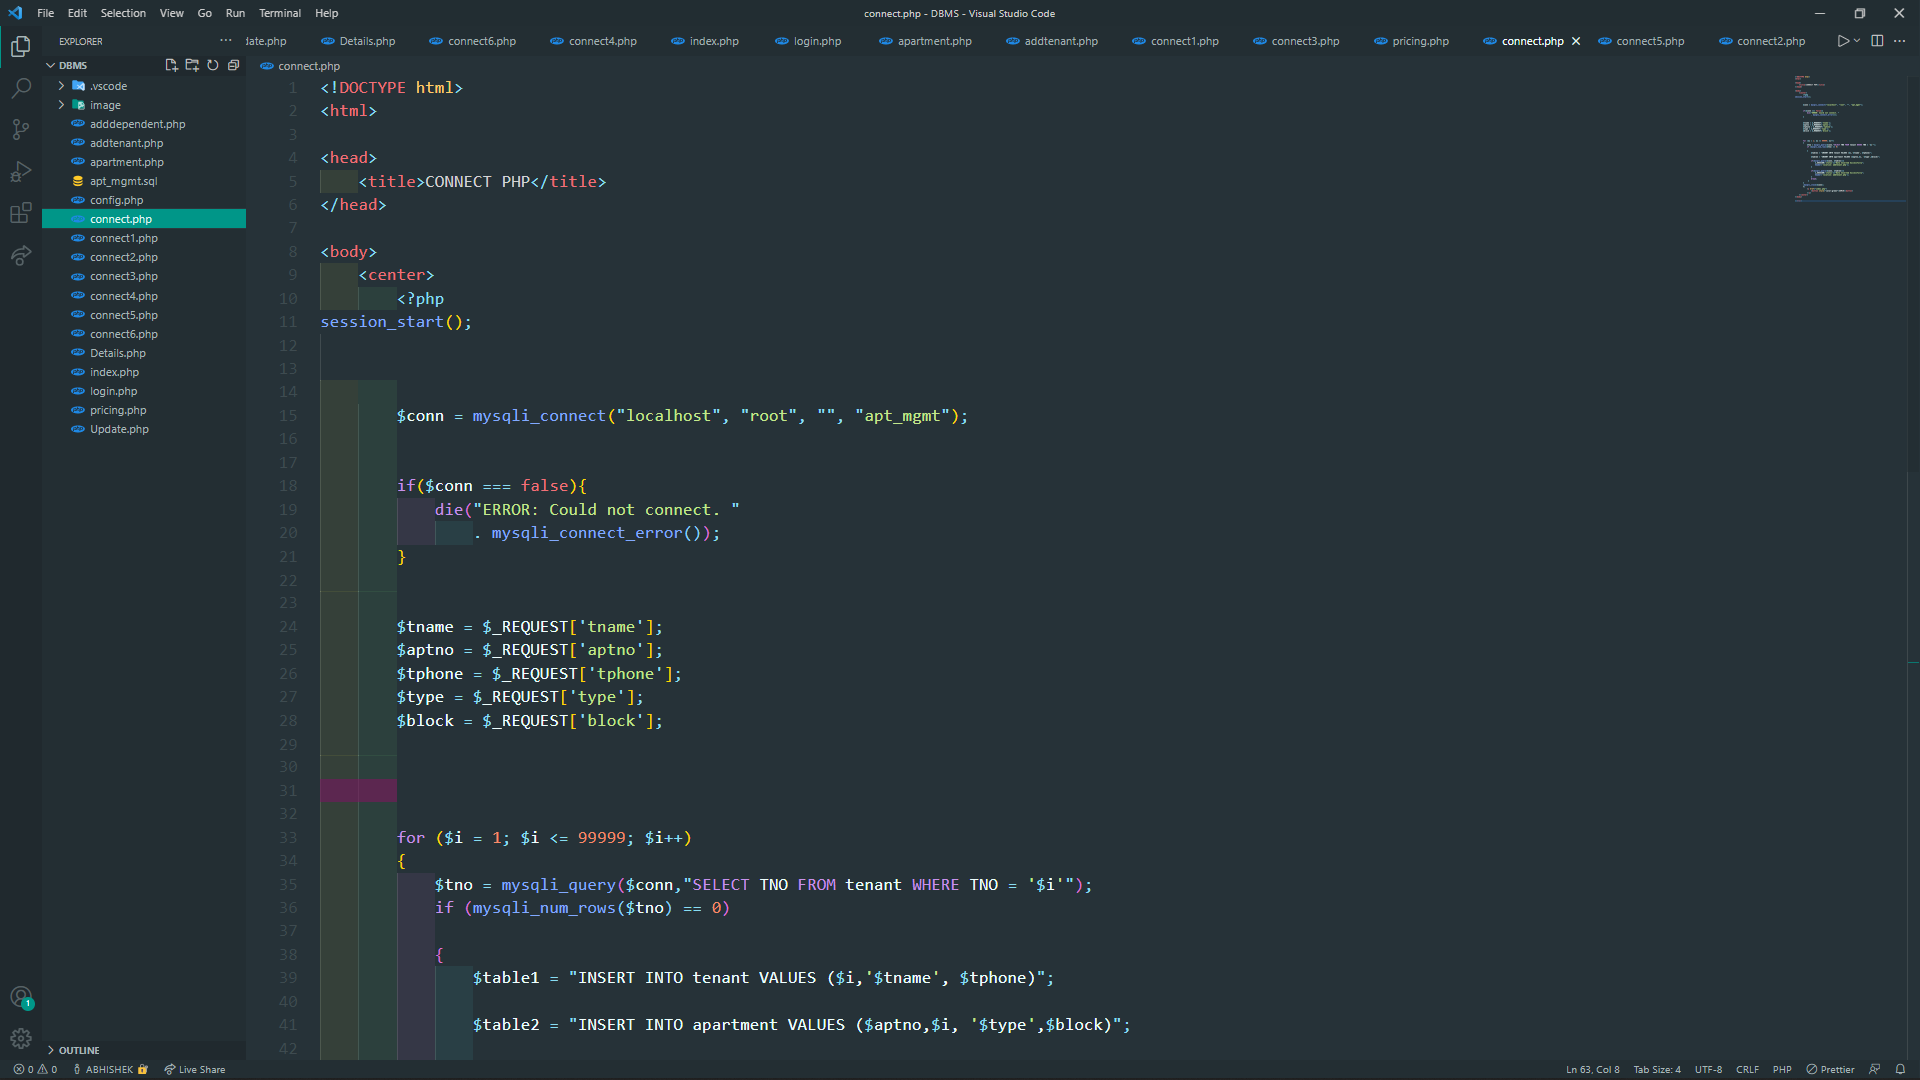 File Edit Selection View Go Run Terminal Help
connect.php - DBMS - Visual Studio Code
EXPLORER
date.php Details.php connect6.php connect4.php index.php login.php apartment.php addtenant.php connect1.php connect3.php pricing.php connect.php connect5.php connect2.php
DBMS
connect.php
.vscode
image
adddependent.php
addtenant.php
apartment.php
apt_mgmt.sql
config.php
connect.php
connect1.php
connect2.php
connect3.php
connect4.php
connect5.php
connect6.php
Details.php
index.php
login.php
pricing.php
Update.php
1 <!DOCTYPE html>
2 <html>
3
4 <head>
5 <title>CONNECT PHP</title>
6 </head>
7
8 <body>
9 <center>
10 <?php
11 session_start();
12
13
14
15 $conn = mysqli_connect("localhost", "root", "", "apt_mgmt");
16
17
18 if($conn === false){
19 die("ERROR: Could not connect. "
20 . mysqli_connect_error());
21 }
22
23
24 $tname = $_REQUEST['tname'];
25 $aptno = $_REQUEST['aptno'];
26 $tphone = $_REQUEST['tphone'];
27 $type = $_REQUEST['type'];
28 $block = $_REQUEST['block'];
29
30
31
32
33 for ($i = 1; $i <= 99999; $i++)
34 {
35 $tno = mysqli_query($conn,"SELECT TNO FROM tenant WHERE TNO = '$i'");
36 if (mysqli_num_rows($tno) == 0)
37
38 {
39 $table1 = "INSERT INTO tenant VALUES ($i,'$tname', $tphone)";
40
41 $table2 = "INSERT INTO apartment VALUES ($aptno,$i, '$type',$block)";
42
1
OUTLINE
0 0 ABHISHEK Live Share
Ln 63, Col 8 Tab Size: 4 UTF-8 CRLF PHP Prettier